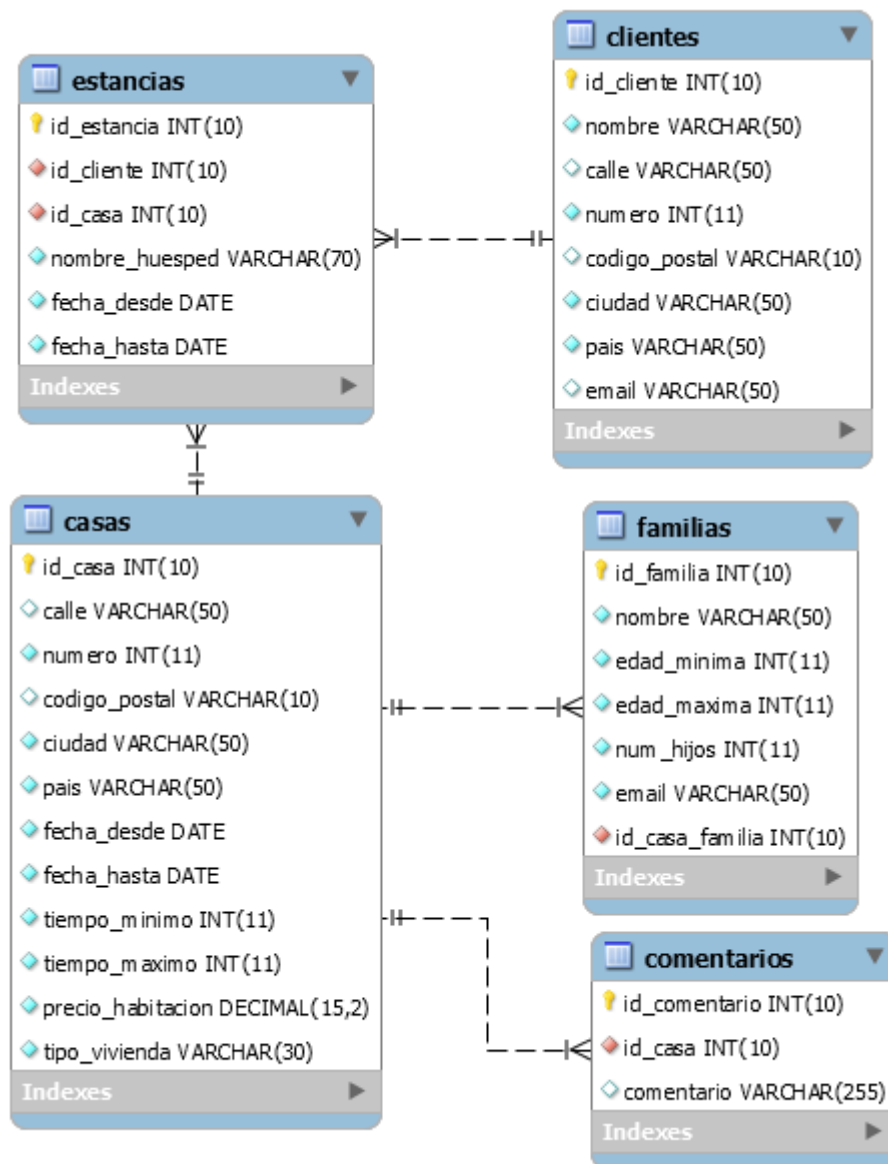 estancias
id_estancia INT(10)
id_cliente INT(10)
id_casa INT(10)
nombre_huesped VARCHAR(70)
fecha_desde DATE
fecha_hasta DATE
Indexes
clientes
id_cliente INT(10)
nombre VARCHAR(50)
calle VARCHAR(50)
numero INT(11)
codigo_postal VARCHAR(10)
ciudad VARCHAR(50)
pais VARCHAR(50)
email VARCHAR(50)
Indexes
casas
id_casa INT(10)
calle VARCHAR(50)
numero INT(11)
codigo_postal VARCHAR(10)
ciudad VARCHAR(50)
pais VARCHAR(50)
fecha_desde DATE
fecha_hasta DATE
tiempo_minimo INT(11)
tiempo_maximo INT(11)
precio_habitacion DECIMAL(15,2)
tipo_vivienda VARCHAR(30)
Indexes
familias
id_familia INT(10)
nombre VARCHAR(50)
edad_minima INT(11)
edad_maxima INT(11)
num_hijos INT(11)
email VARCHAR(50)
id_casa_familia INT(10)
Indexes
comentarios
id_comentario INT(10)
id_casa INT(10)
comentario VARCHAR(255)
Indexes